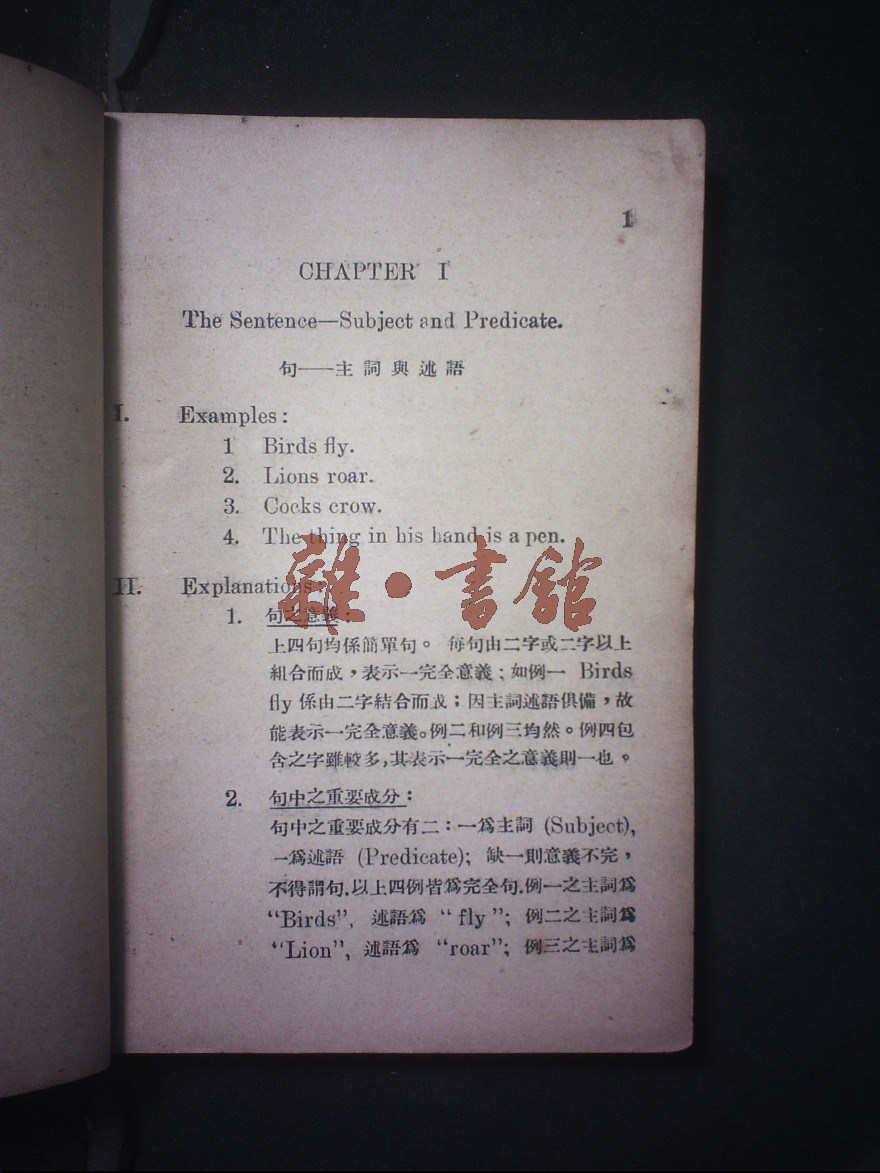 1
CHAPTER I
The Sentence—Subject and Predicate.
句——主詞與述語
I. Examples:
1 Birds fly.
2. Lions roar.
3. Cocks crow.
4. The thing in his hand is a pen.
II. Explanations:
雜·書館
1. 句之意義:
上四句均係簡單句。每句由二字或二字以上
組合而成,表示一完全意義;如例一 Birds
fly 係由二字結合而成;因主詞述語俱備,故
能表示一完全意義。例二和例三均然。例四包
含之字雖較多,其表示一完全之意義則一也。
2. 句中之重要成分:
句中之重要成分有二:一爲主詞 (Subject),
一爲述語 (Predicate); 缺一則意義不完,
不得謂句.以上四例皆爲完全句.例一之主詞爲
“Birds”, 述語爲 “fly”; 例二之主詞爲
“Lion”, 述語爲 “roar”; 例三之主詞爲